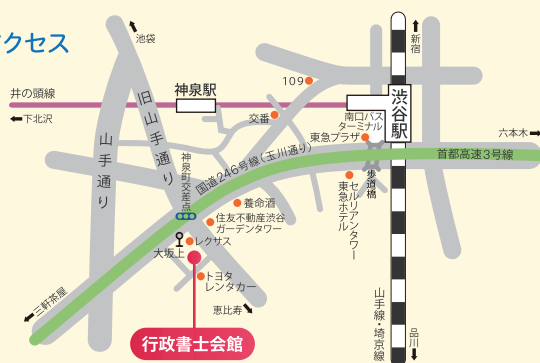 アクセス
池袋
新宿
109
井の頭線
神泉駅
下北沢
旧山手通り
交番
南口バス
ターミナル
東急プラザ
渋谷駅
六本木
山手通り
神泉町交差点
国道246号線(玉川通り)
首都高速3号線
歩道橋
セルリアンタワー
東急ホテル
養命酒
住友不動産渋谷
ガーデンタワー
レクサス
大坂上
トヨタ
レンタカー
三軒茶屋
恵比寿
山手線・埼京線
品川
行政書士会館